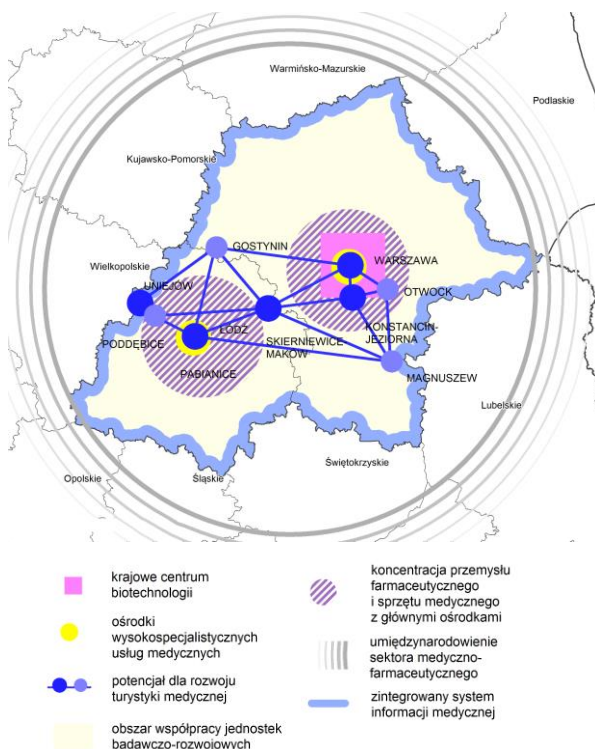 Warmińsko-Mazurskie
Podlaskie
Kujawsko-Pomorskie
GOSTYNIN
WARSZAWA
Wielkopolskie
UNIEJÓW
OTWOCK
ŁÓDŹ
KONSTANCIN-
JEZIORNA
PODDĘBICE
SKIERNIEWICE-
MAKÓW
PABIANICE
MAGNUSZEW
Lubelskie
Świętokrzyskie
Opolskie
Śląskie
krajowe centrum
biotechnologii
ośrodki
wysokospecjalistycznych
usług medycznych
potencjał dla rozwoju
turystyki medycznej
obszar współpracy jednostek
badawczo-rozwojowych
koncentracja przemysłu
farmaceutycznego
i sprzętu medycznego
z głównymi ośrodkami
umiędzynarodowienie
sektora medyczno-
farmaceutycznego
zintegrowany system
informacji medycznej